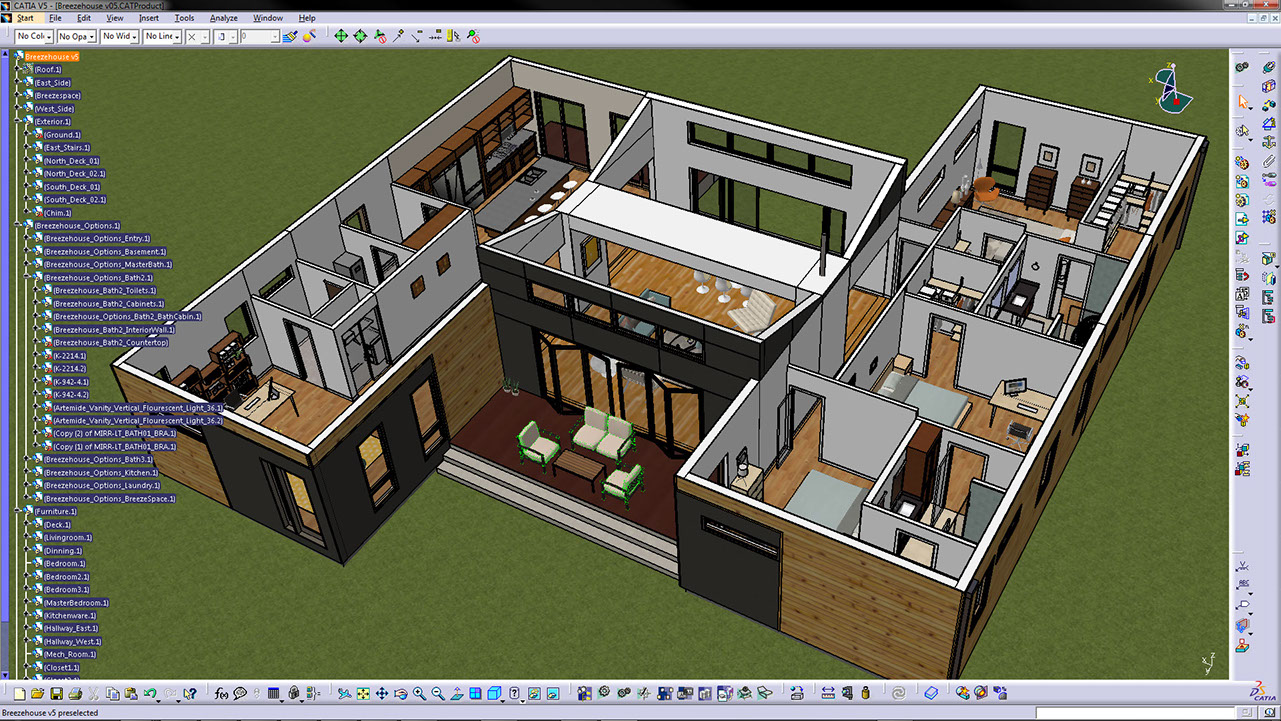 CATIA V5 - [Breezehouse v05.CATProduct]
Start File Edit View Insert Tools Analyze Window Help
No Col No Opa No Wid No Line 0
Breezehouse v5
(Roof.1)
(East_Side)
(Breezespace)
(West_Side)
(Exterior.1)
(Ground.1)
(East_Stairs.1)
(North_Deck_01)
(North_Deck_02.1)
(South_Deck_01)
(South_Deck_02.1)
(Chim.1)
(Breezehouse_Options.1)
(Breezehouse_Options_Entry.1)
(Breezehouse_Options_Basement.1)
(Breezehouse_Options_MasterBath.1)
(Breezehouse_Options_Bath2.1)
(Breezehouse_Bath2_Toilets.1)
(Breezehouse_Bath2_Cabinets.1)
(Breezehouse_Options_Bath2_BathCabin.1)
(Breezehouse_Bath2_InteriorWall.1)
(Breezehouse_Bath2_Countertop)
(K-2214.1)
(K-2214.2)
(K-942-4.1)
(K-942-4.2)
(Artemide_Vanity_Vertical_Flourescent_Light_36.1)
(Artemide_Vanity_Vertical_Flourescent_Light_36.2)
(Copy (2) of MIRR-LT_BATH01_BRA.1)
(Copy (1) of MIRR-LT_BATH01_BRA.1)
(Breezehouse_Options_Bath3.1)
(Breezehouse_Options_Kitchen.1)
(Breezehouse_Options_Laundry.1)
(Breezehouse_Options_BreezeSpace.1)
(Furniture.1)
(Deck.1)
(Livingroom.1)
(Dinning.1)
(Bedroom.1)
(Bedroom2.1)
(Bedroom3.1)
(MasterBedroom.1)
(Kitchenware.1)
(Hallway_East.1)
(Hallway_West.1)
(Mech_Room.1)
(Closet1.1)
z
x
y
ABC
z
x
y
f(x)
CATIA
Breezehouse v5 preselected